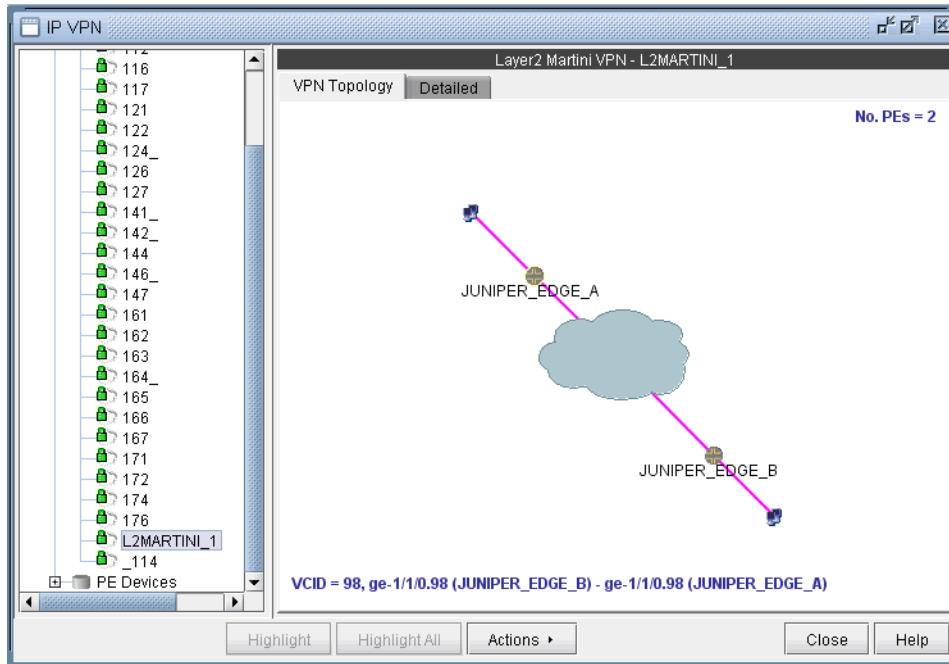 IP VPN
116
117
121
122
124_
126
127
141_
142_
144
146_
147
161
162
163
164_
165
166
167
171
172
174
176
L2MARTINI_1
_114
PE Devices
Layer2 Martini VPN - L2MARTINI_1
VPN Topology
Detailed
No. PEs = 2
JUNIPER_EDGE_A
JUNIPER_EDGE_B
VCID = 98, ge-1/1/0.98 (JUNIPER_EDGE_B) - ge-1/1/0.98 (JUNIPER_EDGE_A)
Highlight
Highlight All
Actions
Close
Help